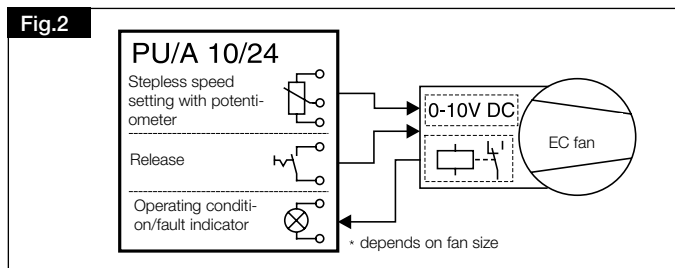 Fig.2
PU/A 10/24
Stepless speed
setting with potenti-
ometer
Release
Operating conditi-
on/fault indicator
0-10V DC
EC fan
* depends on fan size